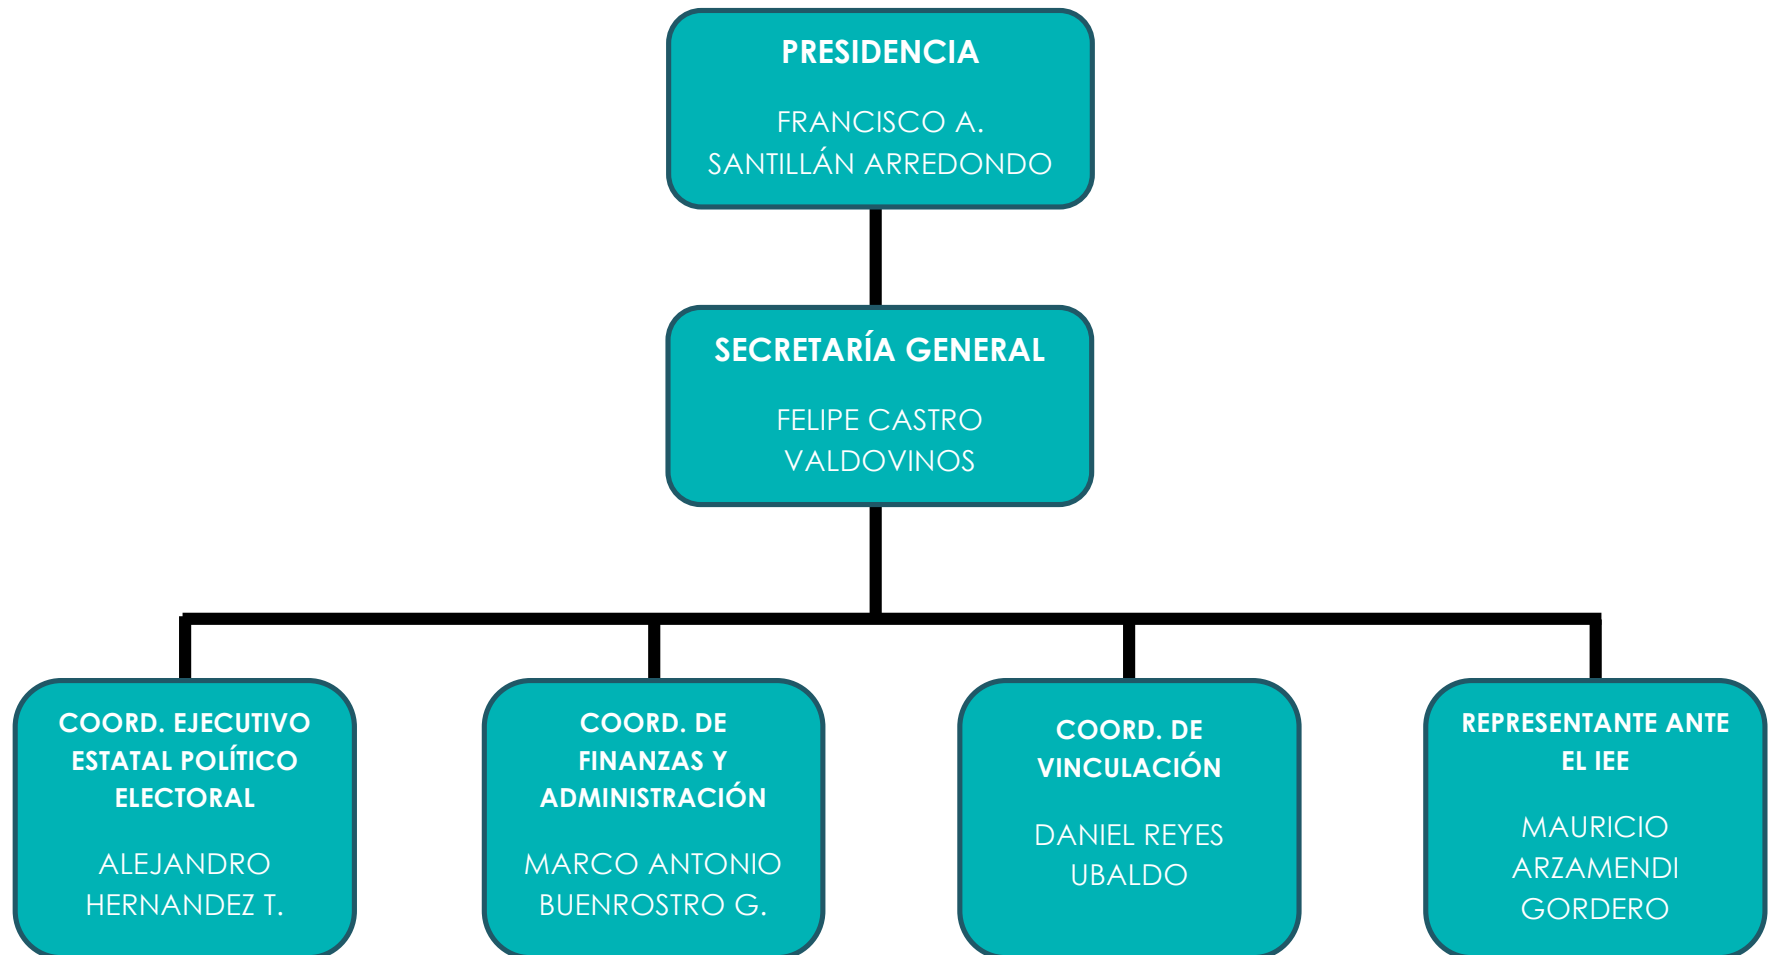 PRESIDENCIA
FRANCISCO A.
SANTILLÁN ARREDONDO
SECRETARÍA GENERAL
FELIPE CASTRO
VALDOVINOS
COORD. EJECUTIVO
ESTATAL POLÍTICO
ELECTORAL
ALEJANDRO
HERNANDEZ T.
COORD. DE
FINANZAS Y
ADMINISTRACIÓN
MARCO ANTONIO
BUENROSTRO G.
COORD. DE
VINCULACIÓN
DANIEL REYES
UBALDO
REPRESENTANTE ANTE
EL IEE
MAURICIO
ARZAMENDI
GORDERO